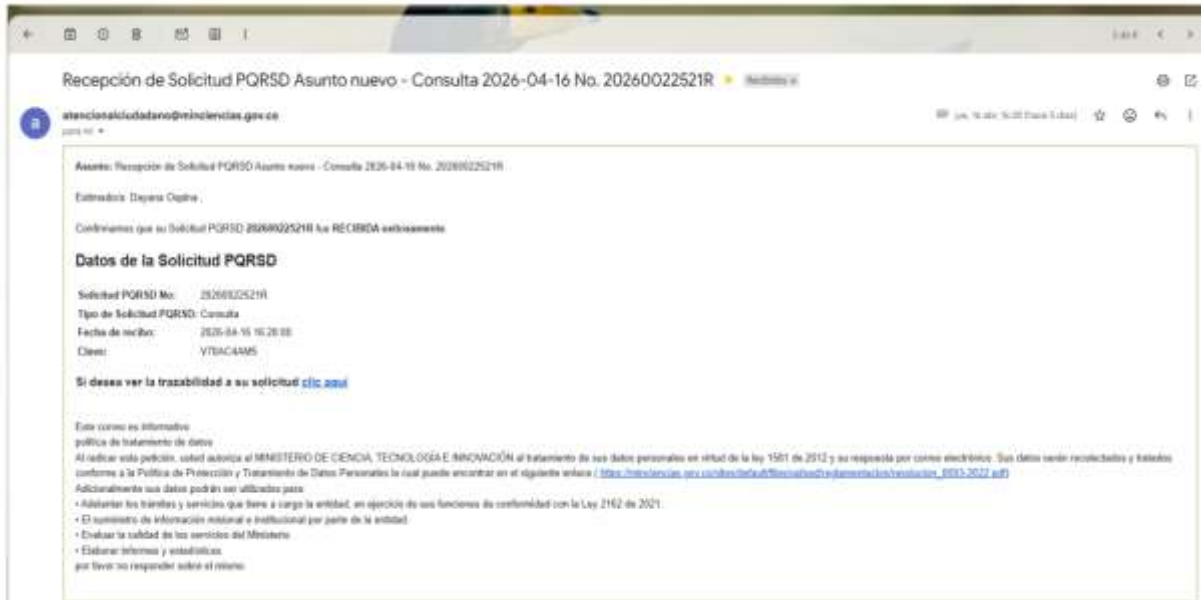 Recepción de Solicitud PQRSD Asunto nuevo - Consulta 2026-04-16 No. 20260022521R
Recibidos x
atencionalciudadano@minciencias.gov.co
para mí
Asunto: Recepción de Solicitud PQRSD Asunto nuevo - Consulta 2026-04-16 No. 20260022521R
Estimado/a Dayana Ospina ,
Confirmamos que su Solicitud PQRSD 20260022521R fue RECIBIDA exitosamente
Datos de la Solicitud PQRSD
Solicitud PQRSD No: 20260022521R
Tipo de Solicitud PQRSD: Consulta
Fecha de recibo: 2026-04-16 16:28:
Clave:
Si desea ver la trazabilidad a su solicitud clic aquí
Este correo es informativo
política de tratamiento de datos
Al radicar esta petición, usted autoriza al MINISTERIO DE CIENCIA, TECNOLOGÍA E INNOVACIÓN al tratamiento de sus datos personales en virtud de la ley 1581 de 2012 y su respuesta por correo electrónico. Sus datos serán recolectados y tratados
conforme a la Política de Protección y Tratamiento de Datos Personales la cual puede encontrar en el siguiente enlace (
Adicionalmente sus datos podrán ser utilizados para:
• Adelantar los trámites y servicios que tiene a cargo la entidad, en ejercicio de sus funciones de conformidad con la Ley 2162 de 2021.
• El suministro de información misional e institucional por parte de la entidad.
• Evaluar la calidad de los servicios del Ministerio
• Elaborar informes y estadísticas.
por favor no responder sobre el mismo.